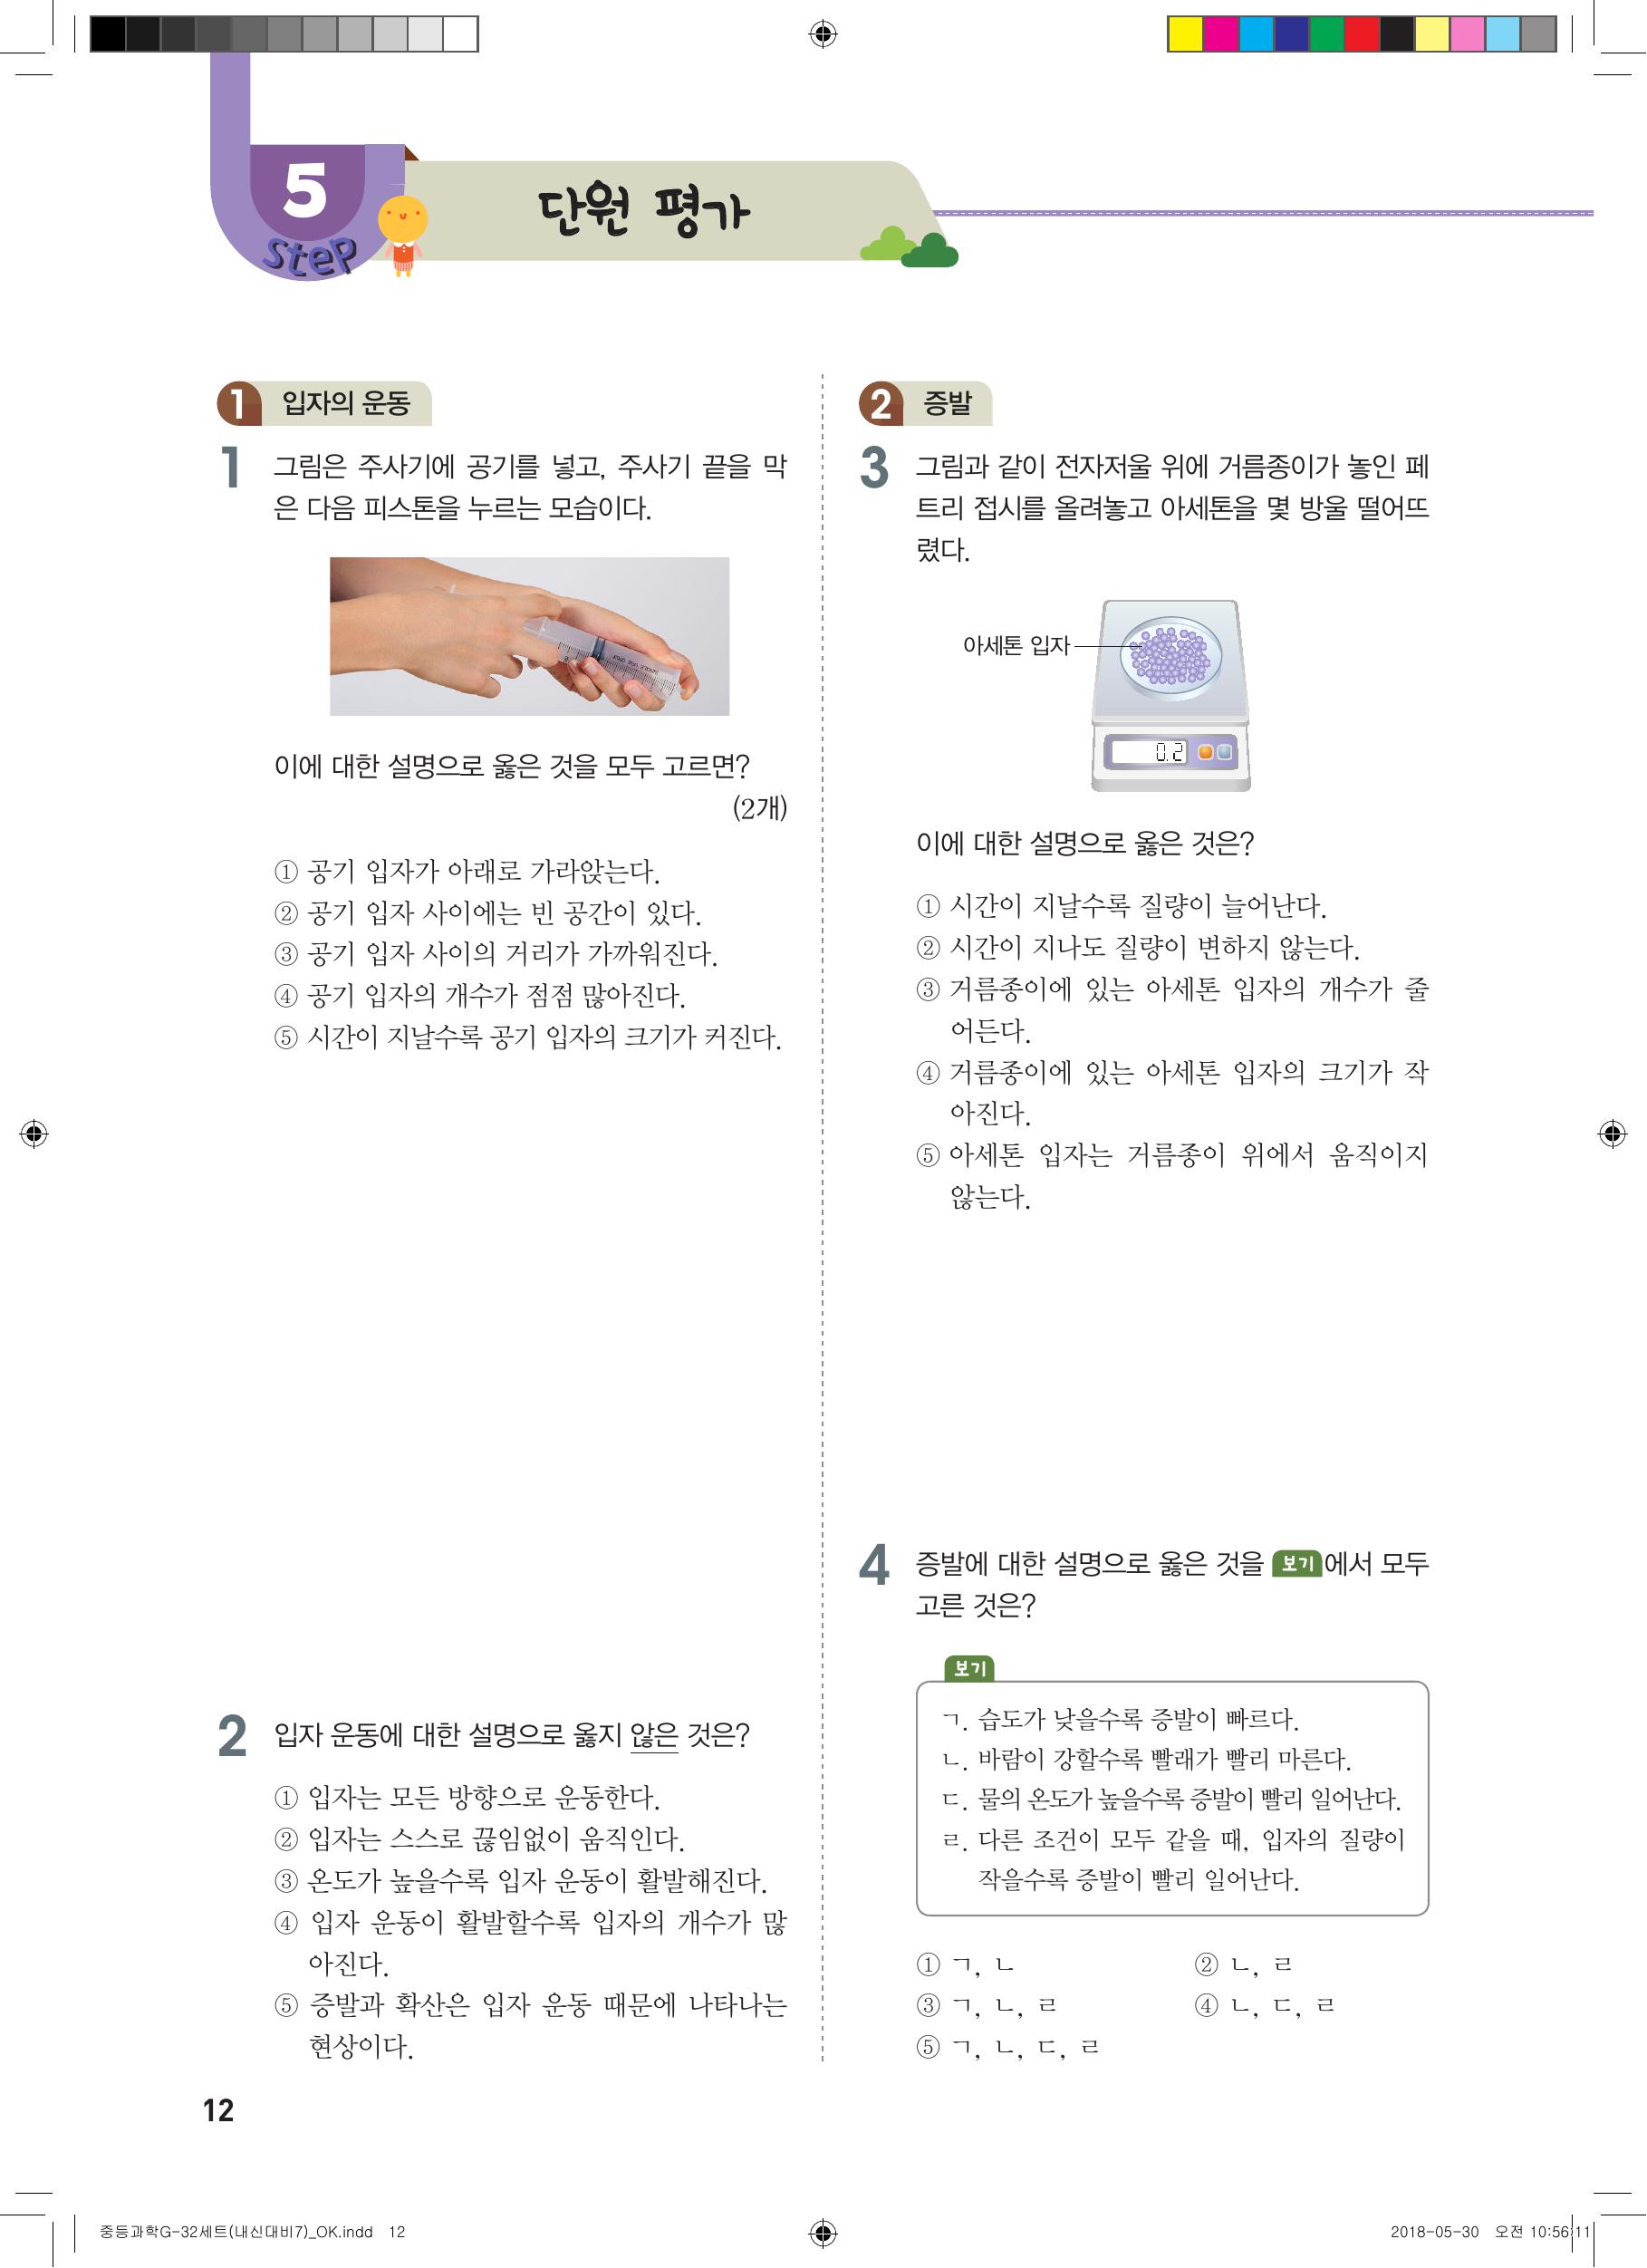 5
step
단원 평가
1 입자의 운동
1 그림은 주사기에 공기를 넣고, 주사기 끝을 막
은 다음 피스톤을 누르는 모습이다.
이에 대한 설명으로 옳은 것을 모두 고르면?
(2개)
① 공기 입자가 아래로 가라앉는다.
② 공기 입자 사이에는 빈 공간이 있다.
③ 공기 입자 사이의 거리가 가까워진다.
④ 공기 입자의 개수가 점점 많아진다.
⑤ 시간이 지날수록 공기 입자의 크기가 커진다.
2 입자 운동에 대한 설명으로 옳지 않은 것은?
① 입자는 모든 방향으로 운동한다.
② 입자는 스스로 끊임없이 움직인다.
③ 온도가 높을수록 입자 운동이 활발해진다.
④ 입자 운동이 활발할수록 입자의 개수가 많
아진다.
⑤ 증발과 확산은 입자 운동 때문에 나타나는
현상이다.
2 증발
3 그림과 같이 전자저울 위에 거름종이가 놓인 페
트리 접시를 올려놓고 아세톤을 몇 방울 떨어뜨
렸다.
아세톤 입자
0.2
이에 대한 설명으로 옳은 것은?
① 시간이 지날수록 질량이 늘어난다.
② 시간이 지나도 질량이 변하지 않는다.
③ 거름종이에 있는 아세톤 입자의 개수가 줄
어든다.
④ 거름종이에 있는 아세톤 입자의 크기가 작
아진다.
⑤ 아세톤 입자는 거름종이 위에서 움직이지
않는다.
4 증발에 대한 설명으로 옳은 것을 보기에서 모두
고른 것은?
보기
ㄱ. 습도가 낮을수록 증발이 빠르다.
ㄴ. 바람이 강할수록 빨래가 빨리 마른다.
ㄷ. 물의 온도가 높을수록 증발이 빨리 일어난다.
ㄹ. 다른 조건이 모두 같을 때, 입자의 질량이
작을수록 증발이 빨리 일어난다.
① ㄱ, ㄴ ② ㄴ, ㄹ
③ ㄱ, ㄴ, ㄹ ④ ㄴ, ㄷ, ㄹ
⑤ ㄱ, ㄴ, ㄷ, ㄹ
12
중등과학G-32세트(내신대비7)_OK.indd 12 2018-05-30 오전 10:56:11